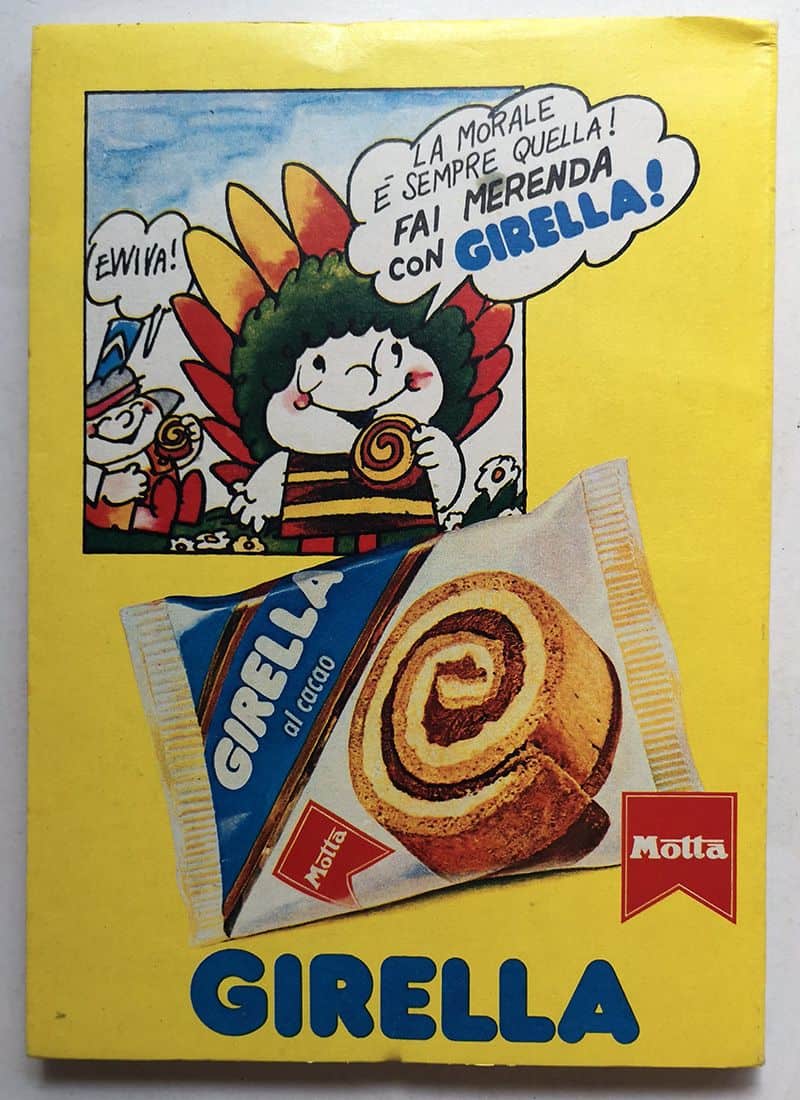 LA MORALE
È SEMPRE QUELLA!
FAI MERENDA
CON GIRELLA!
EVVIVA!
GIRELLA
al cacao
Motta
Motta
GIRELLA